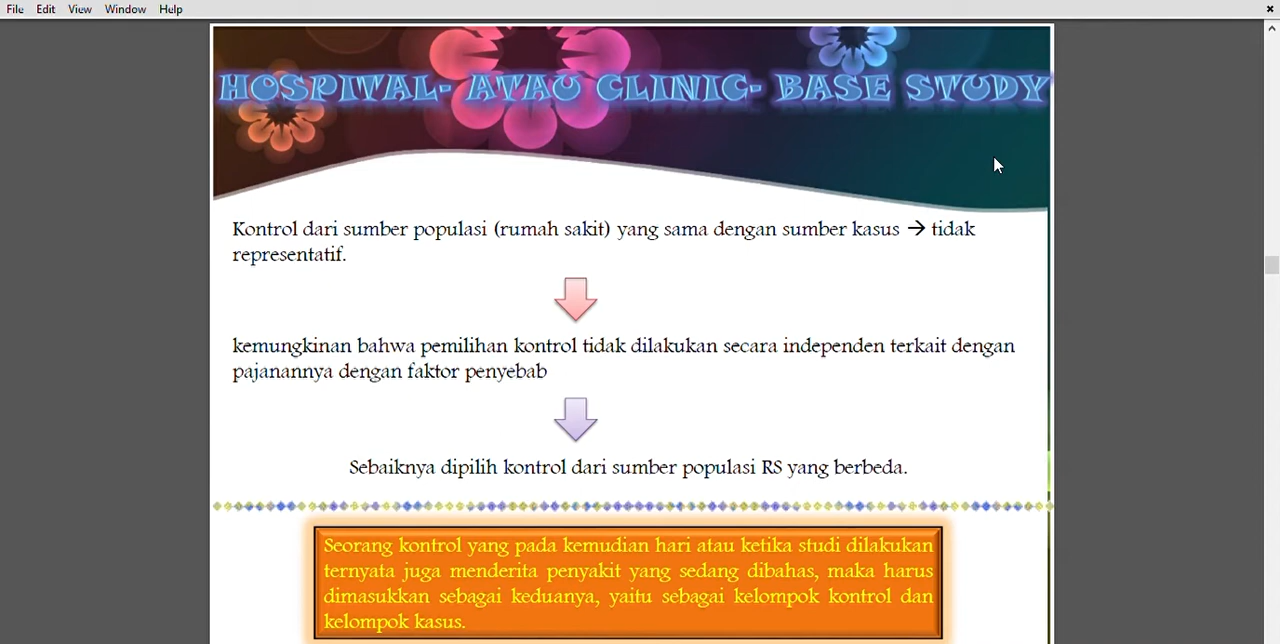 File Edit View Window Help
HOSPITAL- ATAU CLINIC- BASE STUDY
Kontrol dari sumber populasi (rumah sakit) yang sama dengan sumber kasus → tidak
representatif.
kemungkinan bahwa pemilihan kontrol tidak dilakukan secara independen terkait dengan
pajanannya dengan faktor penyebab
Sebaiknya dipilih kontrol dari sumber populasi RS yang berbeda.
Seorang kontrol yang pada kemudian hari atau ketika studi dilakukan
ternyata juga menderita penyakit yang sedang dibahas, maka harus
dimasukkan sebagai keduanya, yaitu sebagai kelompok kontrol dan
kelompok kasus.